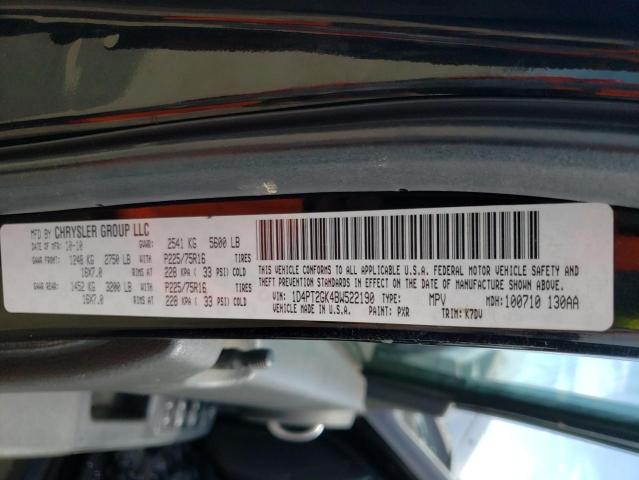 MFD BY CHRYSLER GROUP LLC
DATE OF MFR 10-10 GVWR: 2541 KG 5600 LB
GAWR FRONT: 1248 KG 2750 LB P225/75R16 TIRES
16X7.0 RIMS AT 228 KPA ( 33 PSI) COLD
GAWR REAR: 1452 KG 3200 LB P225/75R16 TIRES
16X7.0 RIMS AT 228 KPA ( 33 PSI) COLD
THIS VEHICLE CONFORMS TO ALL APPLICABLE U.S.A. FEDERAL MOTOR VEHICLE SAFETY AND
THEFT PREVENTION STANDARDS IN EFFECT ON THE DATE OF MANUFACTURE SHOWN ABOVE.
VIN: 1D4PT2GK4BW522190 TYPE: MPV MDH: 100710 130AA
VEHICLE MADE IN U.S.A. PAINT: PXR TRIM: K7DV